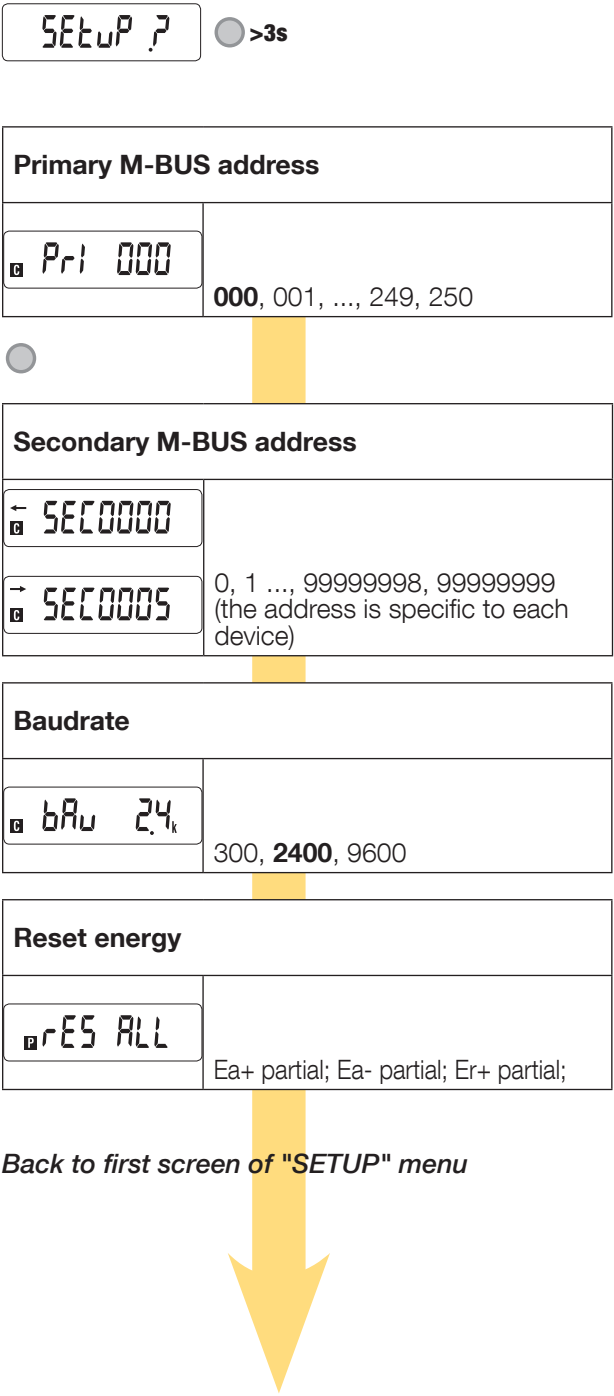 SEtuP ? >3s
Primary M-BUS address
C Pri 000
000, 001, ..., 249, 250
Secondary M-BUS address
← C SEC0000
→ C SEC0005
0, 1 ..., 99999998, 99999999
(the address is specific to each
device)
Baudrate
C bAu 2.4k
300, 2400, 9600
Reset energy
P rES ALL
Ea+ partial; Ea- partial; Er+ partial;
Back to first screen of "SETUP" menu